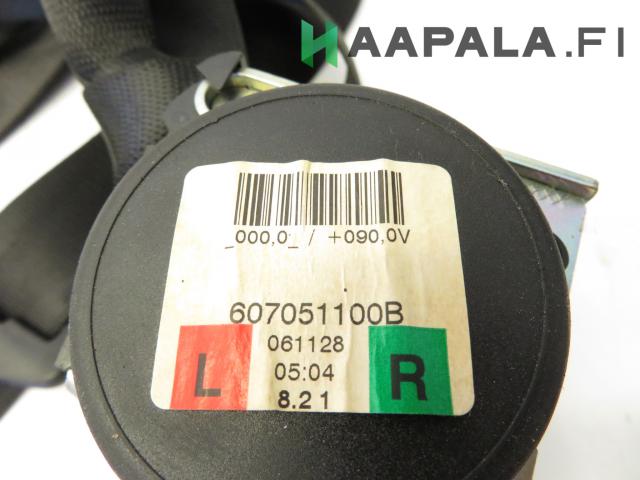 HAAPALA.FI
_000,0_ / +090,0V
607051100B
061128
L
05:04
R
8.21